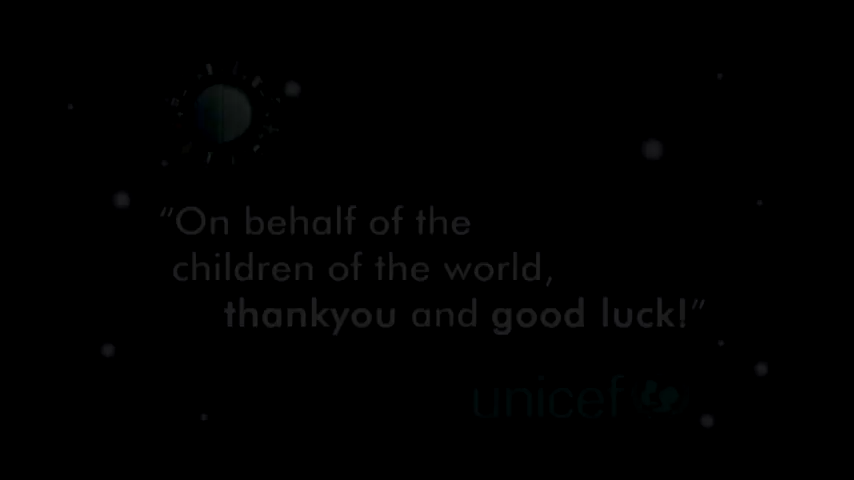 “On behalf of the
children of the world,
thankyou and good luck!”
unicef